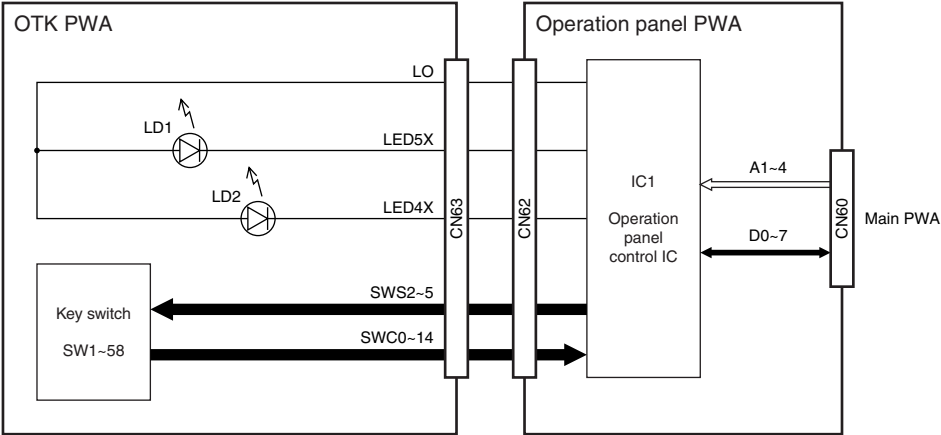 OTK PWA
Operation panel PWA
LO
LD1
LED5X
LD2
LED4X
CN63
CN62
IC1
Operation
panel
control IC
A1~4
D0~7
CN60
Main PWA
Key switch
SW1~58
SWS2~5
SWC0~14